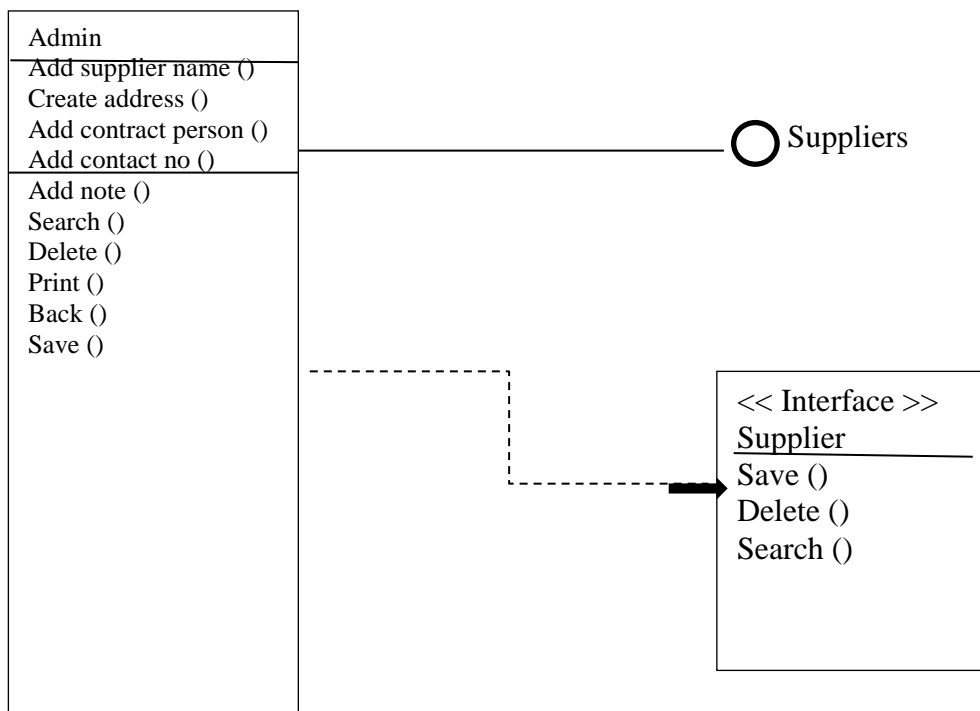 Admin
Add supplier name ()
Create address ()
Add contract person ()
Add contact no ()
Add note ()
Search ()
Delete ()
Print ()
Back ()
Save ()
Suppliers
<< Interface >>
Supplier
Save ()
Delete ()
Search ()